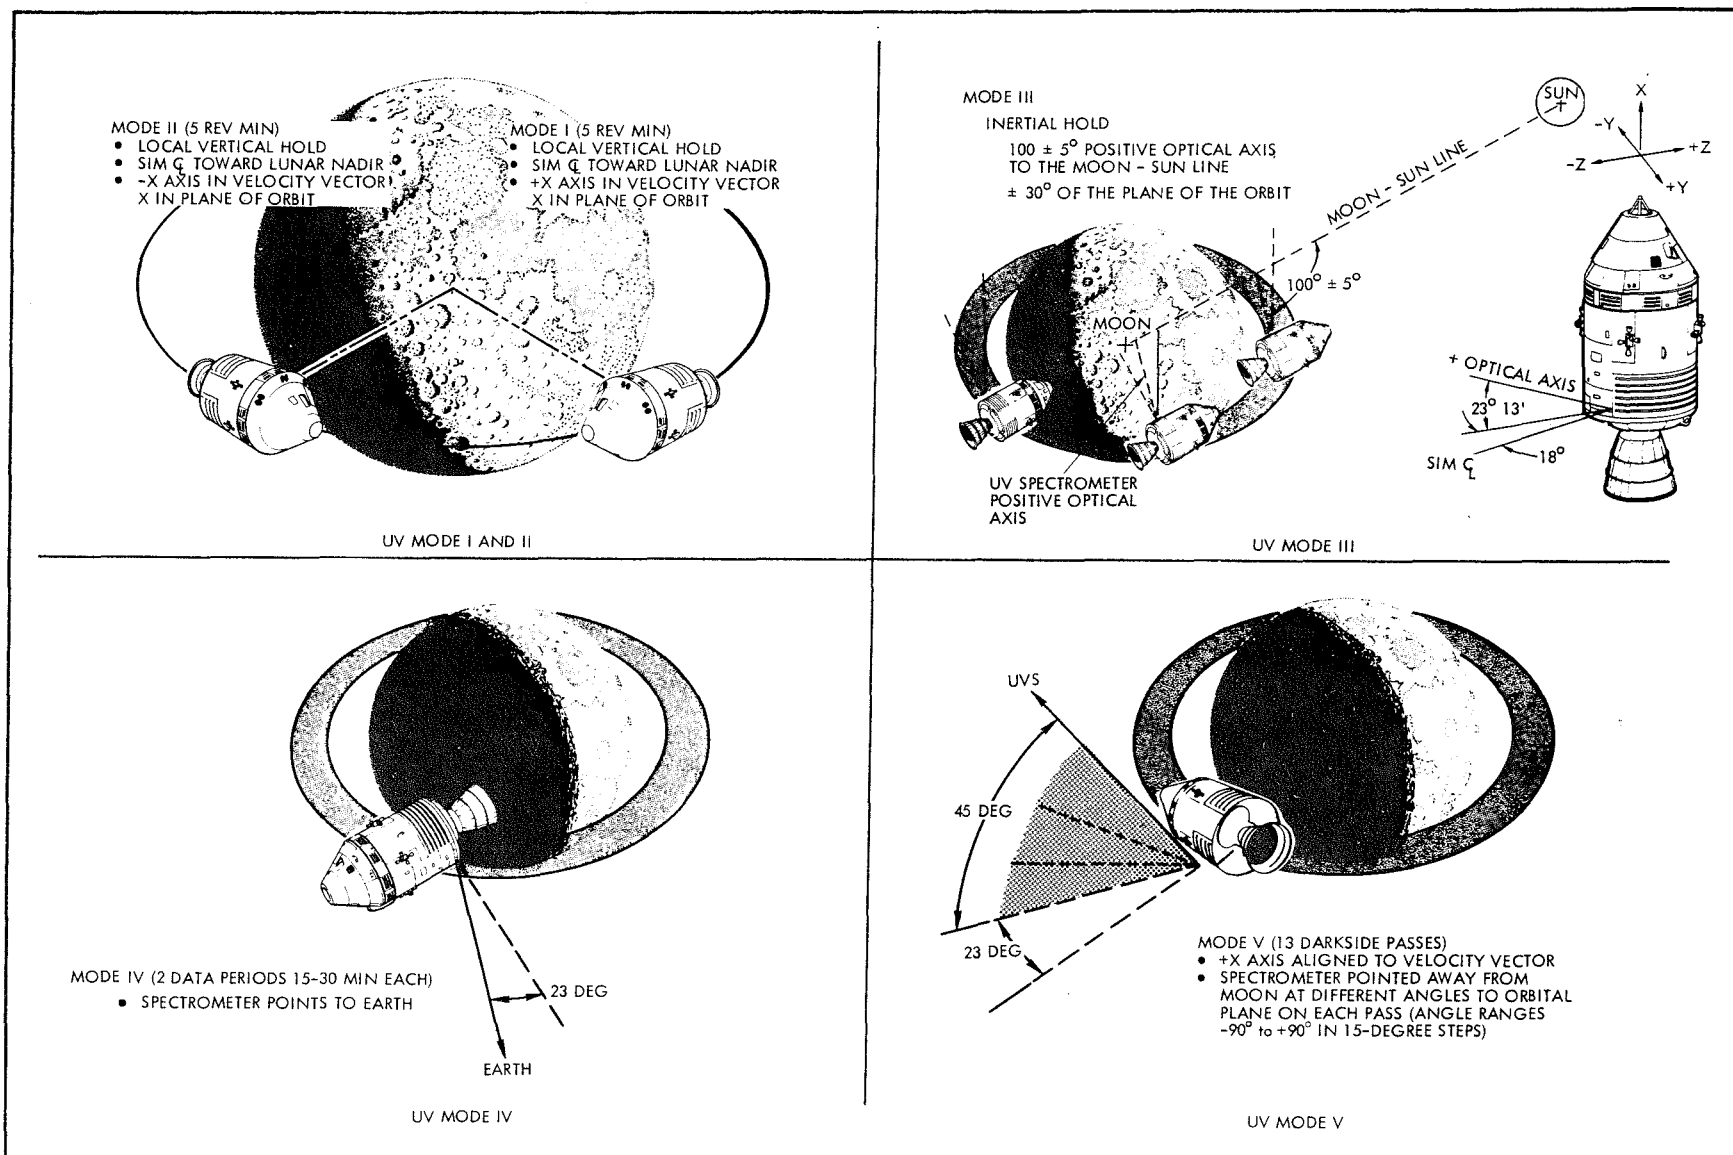 MODE II (5 REV MIN)
• LOCAL VERTICAL HOLD
• SIM ℄ TOWARD LUNAR NADIR
• -X AXIS IN VELOCITY VECTOR
X IN PLANE OF ORBIT
MODE I (5 REV MIN)
• LOCAL VERTICAL HOLD
• SIM ℄ TOWARD LUNAR NADIR
• +X AXIS IN VELOCITY VECTOR
X IN PLANE OF ORBIT
UV MODE I AND II
MODE III
INERTIAL HOLD
100 ± 5° POSITIVE OPTICAL AXIS
TO THE MOON - SUN LINE
± 30° OF THE PLANE OF THE ORBIT
SUN
MOON - SUN LINE
X
-Y
+Z
-Z
+Y
100° ± 5°
MOON
+ OPTICAL AXIS
23° 13'
SIM ℄
18°
UV SPECTROMETER
POSITIVE OPTICAL
AXIS
UV MODE III
MODE IV (2 DATA PERIODS 15-30 MIN EACH)
• SPECTROMETER POINTS TO EARTH
23 DEG
EARTH
UV MODE IV
UVS
45 DEG
23 DEG
MODE V (13 DARKSIDE PASSES)
• +X AXIS ALIGNED TO VELOCITY VECTOR
• SPECTROMETER POINTED AWAY FROM
MOON AT DIFFERENT ANGLES TO ORBITAL
PLANE ON EACH PASS (ANGLE RANGES
-90° to +90° IN 15-DEGREE STEPS)
UV MODE V